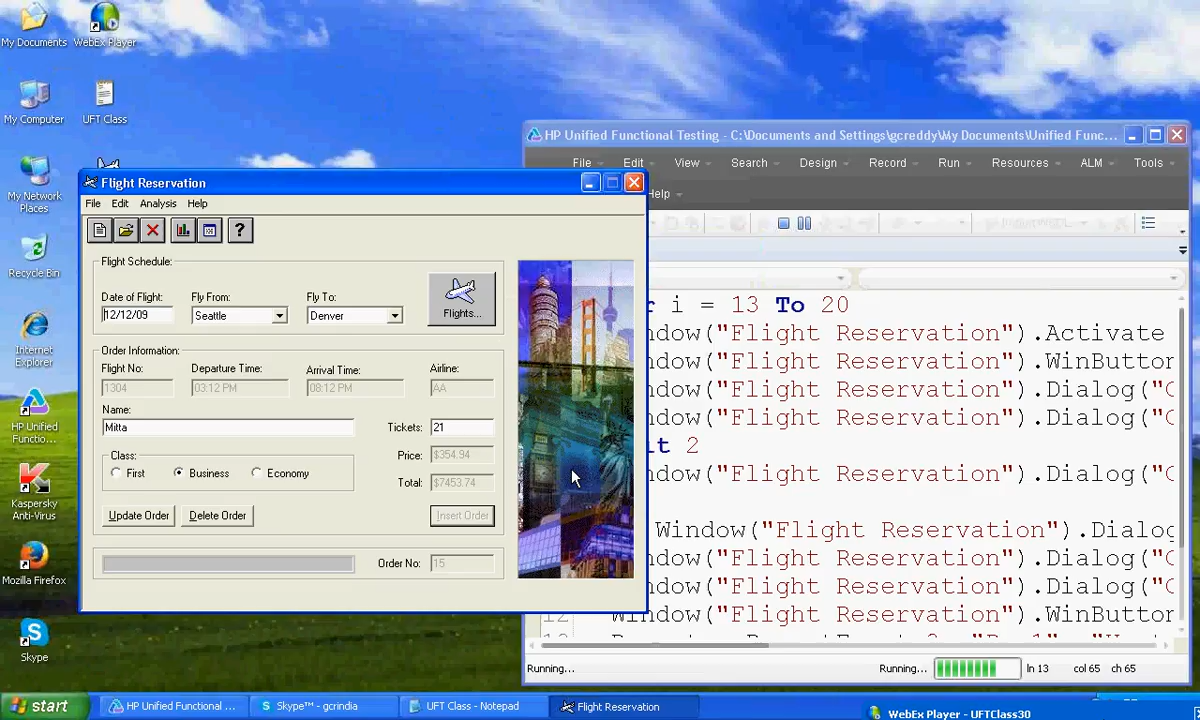 My Documents
WebEx Player
My Computer
UFT Class
My Network
Places
Recycle Bin
Internet
Explorer
HP Unified
Functio...
Kaspersky
Anti-Virus
Mozilla Firefox
Skype
Flight Reservation
File Edit Analysis Help
?
Flight Schedule:
Date of Flight: Fly From: Fly To:
12/12/09 Seattle Denver
Flights...
Order Information:
Flight No: Departure Time: Arrival Time: Airline:
1304 03:12 PM 08:12 PM AA
Name:
Mitta
Tickets: 21
Class:
First Business Economy
Price: $354.94
Total: $7453.74
Update Order Delete Order Insert Order
Order No: 15
HP Unified Functional Testing - C:\Documents and Settings\gcreddy\My Documents\Unified Func...
File Edit View Search Design Record Run Resources ALM Tools
Help
r i = 13 To 20
ndow("Flight Reservation").Activate
ndow("Flight Reservation").WinButton
ndow("Flight Reservation").Dialog("O
ndow("Flight Reservation").Dialog("O
it 2
ndow("Flight Reservation").Dialog("O
Window("Flight Reservation").Dialog
ndow("Flight Reservation").Dialog("O
ndow("Flight Reservation").Dialog("O
12 Window("Flight Reservation").WinButton
Running... Running... ln 13 col 65 ch 65
start HP Unified Functional ... Skype™ - gcrindia UFT Class - Notepad Flight Reservation
WebEx Player - UFTClass30